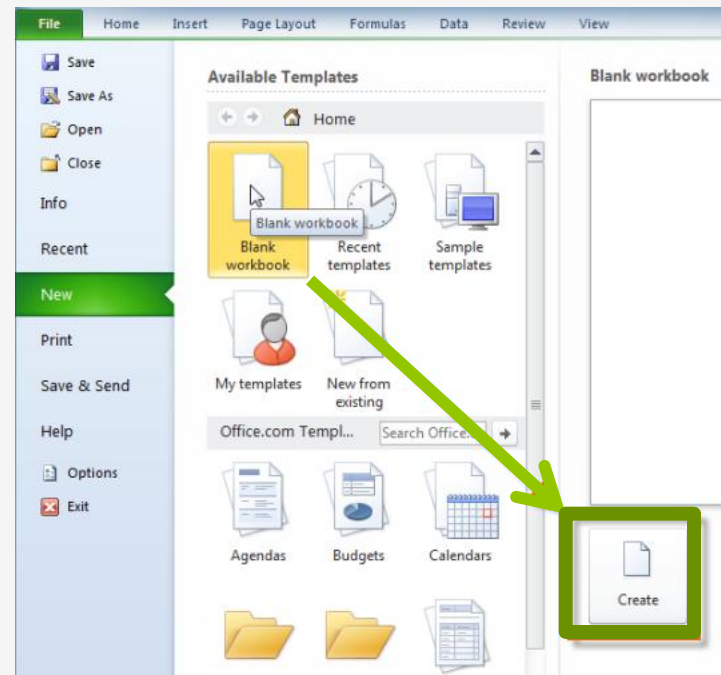 File Home Insert Page Layout Formulas Data Review View
Save
Save As
Open
Close
Info
Recent
New
Print
Save & Send
Help
Options
Exit
Available Templates
Home
Blank workbook
Blank
workbook
Recent
templates
Sample
templates
My templates
New from
existing
Office.com Templ... Search Office.
Agendas
Budgets
Calendars
Blank workbook
Create